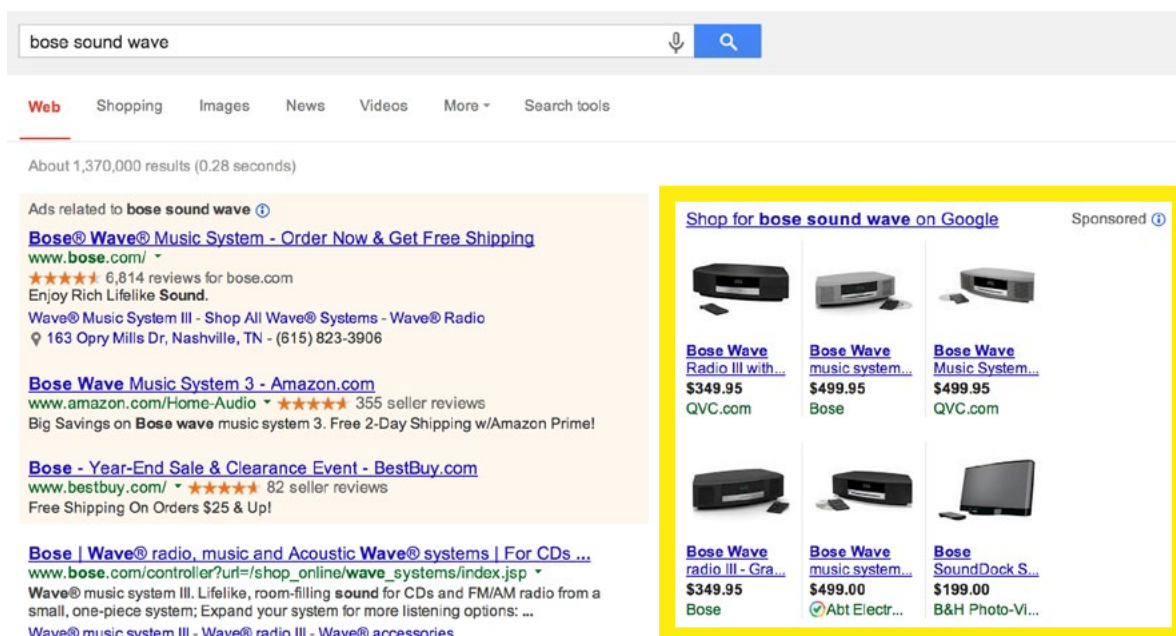 bose sound wave
Web Shopping Images News Videos More Search tools
About 1,370,000 results (0.28 seconds)
Ads related to bose sound wave
Bose® Wave® Music System - Order Now & Get Free Shipping
www.bose.com/
6,814 reviews for bose.com
Enjoy Rich Lifelike Sound.
Wave® Music System III - Shop All Wave® Systems - Wave® Radio
163 Opry Mills Dr, Nashville, TN - (615) 823-3906
Bose Wave Music System 3 - Amazon.com
www.amazon.com/Home-Audio 355 seller reviews
Big Savings on Bose wave music system 3. Free 2-Day Shipping w/Amazon Prime!
Bose - Year-End Sale & Clearance Event - BestBuy.com
www.bestbuy.com/ 82 seller reviews
Free Shipping On Orders $25 & Up!
Bose | Wave® radio, music and Acoustic Wave® systems | For CDs ...
www.bose.com/controller?url=/shop_online/wave_systems/index.jsp
Wave® music system III. Lifelike, room-filling sound for CDs and FM/AM radio from a
small, one-piece system; Expand your system for more listening options: ...
Wave® music system III - Wave® radio III - Wave® accessories
Shop for bose sound wave on Google Sponsored
Bose Wave
Radio III with...
$349.95
QVC.com
Bose Wave
music system...
$499.95
Bose
Bose Wave
Music System...
$499.95
QVC.com
Bose Wave
radio III - Gra...
$349.95
Bose
Bose Wave
music system...
$499.00
Abt Electr...
Bose
SoundDock S...
$199.00
B&H Photo-Vi...